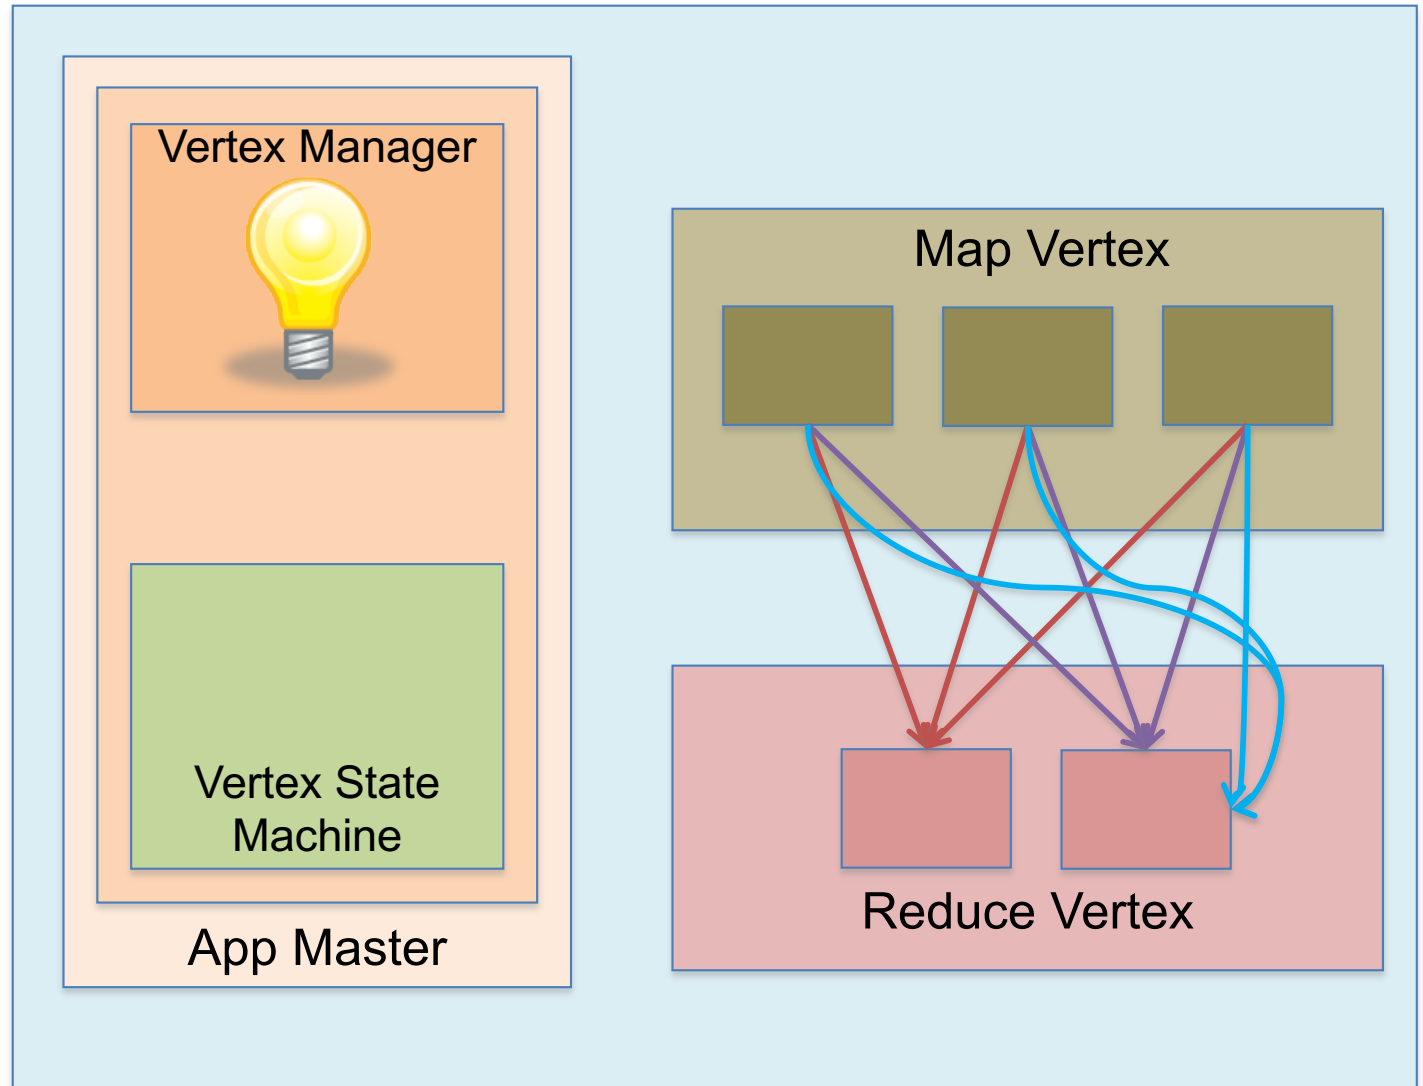 Vertex Manager
Vertex State
Machine
App Master
Map Vertex
Reduce Vertex